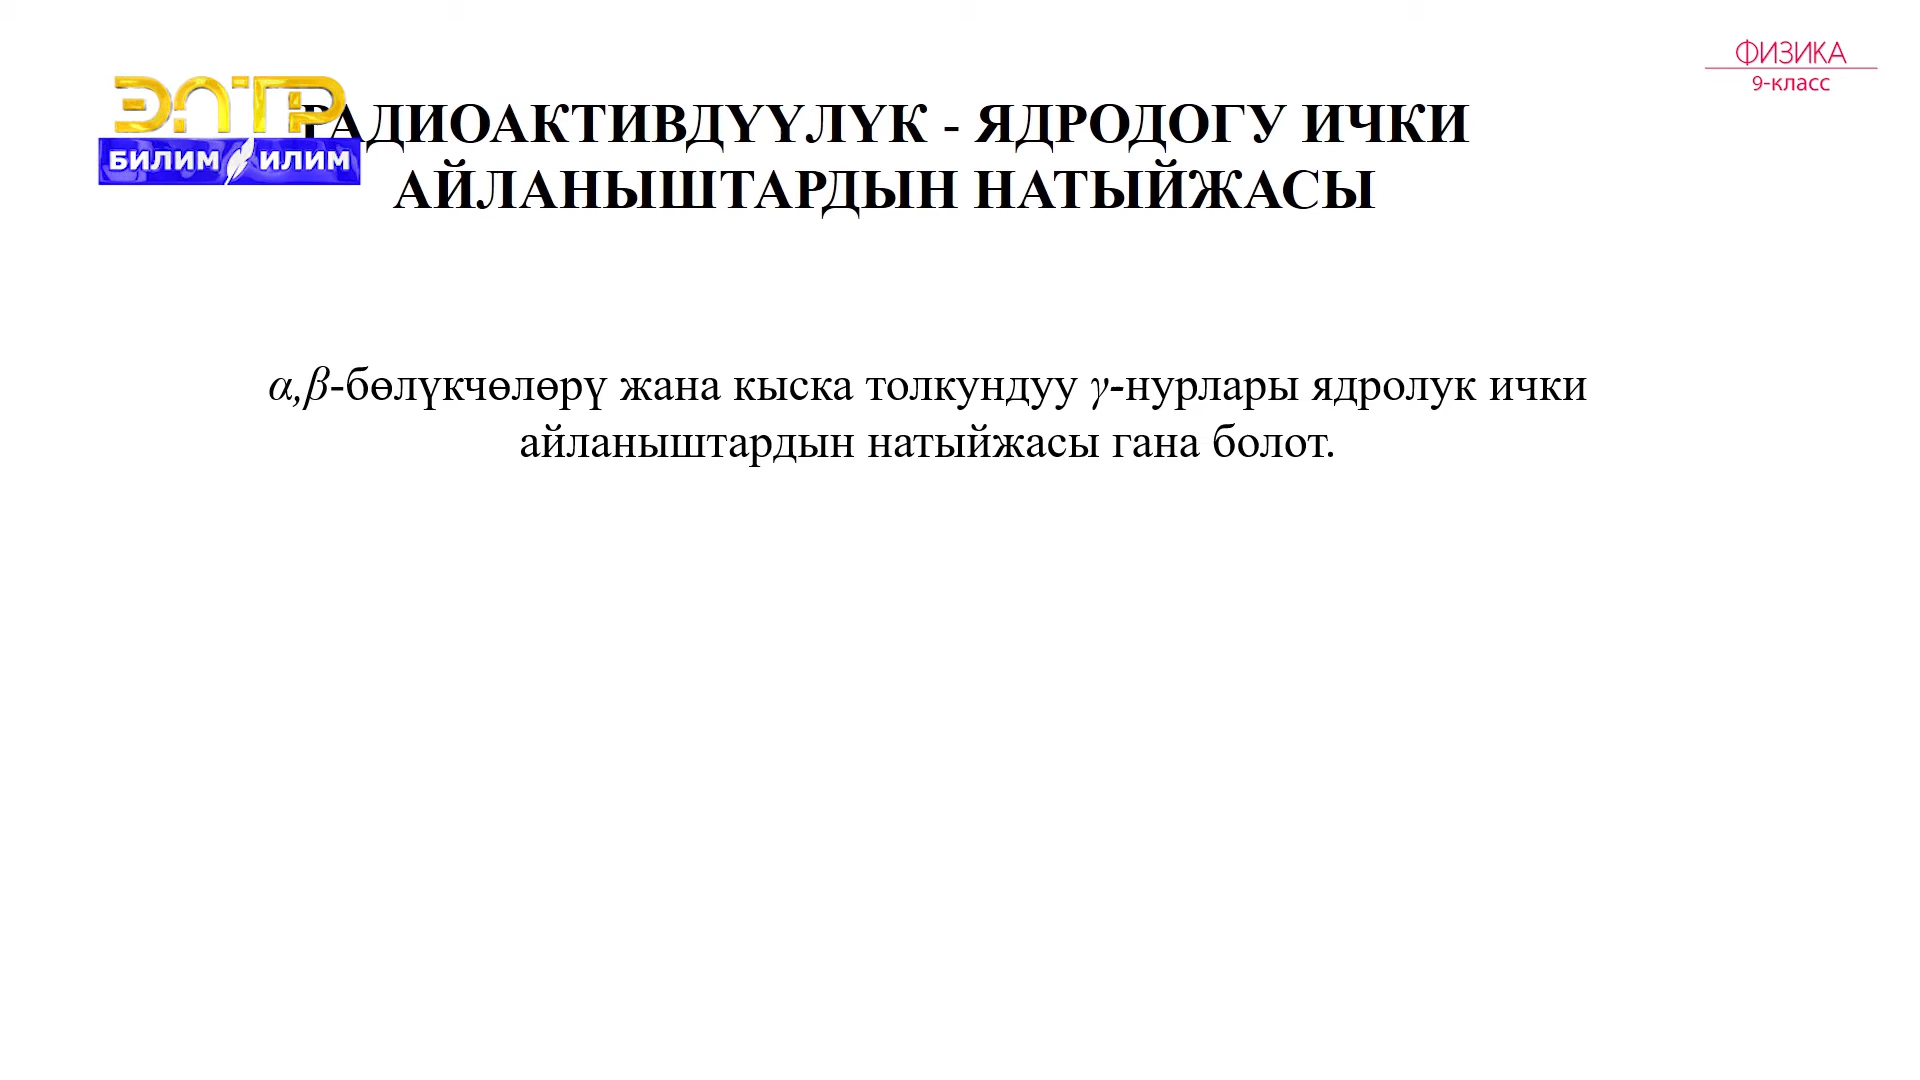 ФИЗИКА
9-класс
ЭЛТР
БИЛИМ ИЛИМ
РАДИОАКТИВДҮҮЛҮК - ЯДРОДОГУ ИЧКИ
АЙЛАНЫШТАРДЫН НАТЫЙЖАСЫ
α,β-бөлүкчөлөрү жана кыска толкундуу γ-нурлары ядролук ички
айланыштардын натыйжасы гана болот.